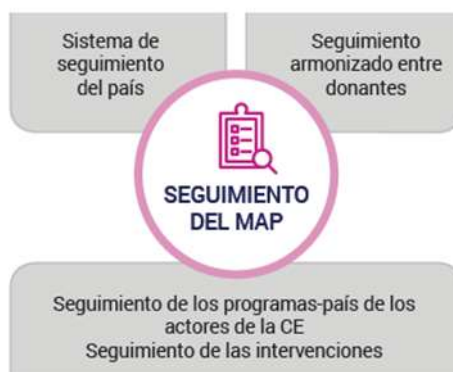 Sistema de
seguimiento
del país
Seguimiento
armonizado entre
donantes
SEGUIMIENTO
DEL MAP
Seguimiento de los programas-país de los
actores de la CE
Seguimiento de las intervenciones